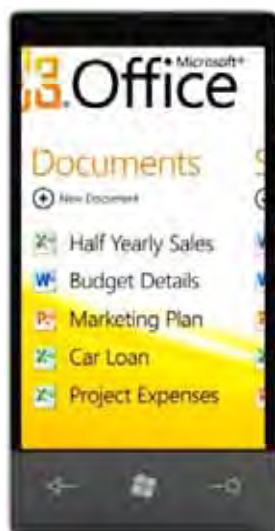 Microsoft®
Office
Documents
New Document
Half Yearly Sales
Budget Details
Marketing Plan
Car Loan
Project Expenses